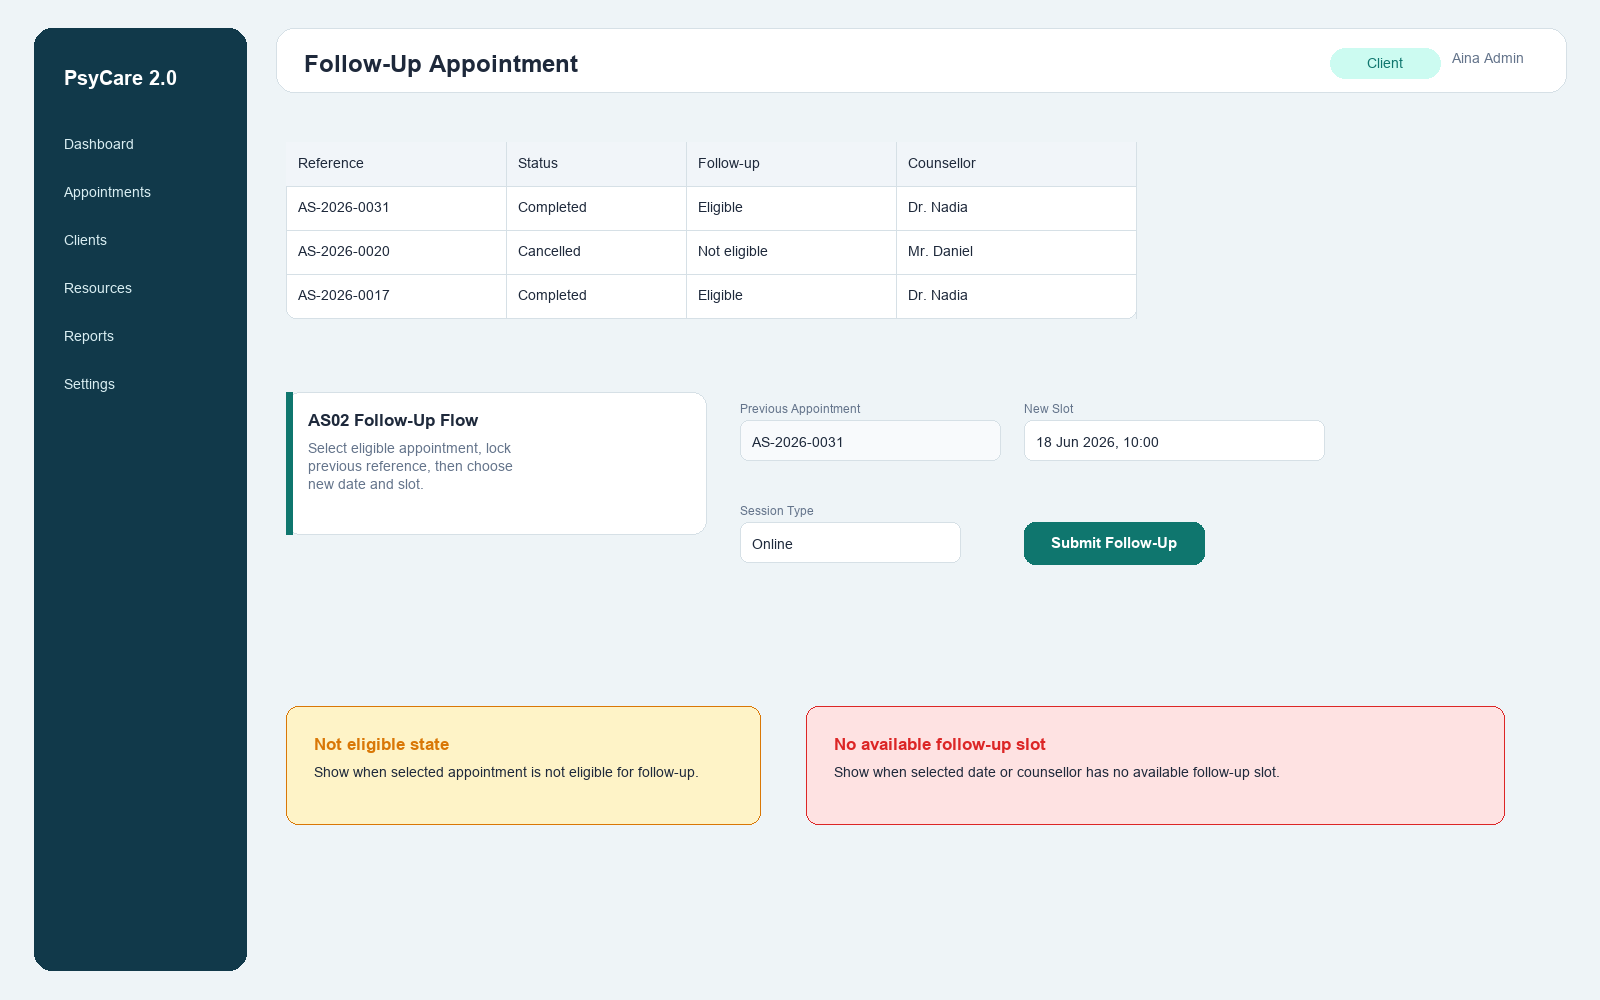 PsyCare 2.0
Dashboard
Appointments
Clients
Resources
Reports
Settings
Follow-Up Appointment
Client
Aina Admin
Reference Status Follow-up Counsellor
AS-2026-0031 Completed Eligible Dr. Nadia
AS-2026-0020 Cancelled Not eligible Mr. Daniel
AS-2026-0017 Completed Eligible Dr. Nadia
AS02 Follow-Up Flow
Select eligible appointment, lock
previous reference, then choose
new date and slot.
Previous Appointment
AS-2026-0031
New Slot
18 Jun 2026, 10:00
Session Type
Online
Submit Follow-Up
Not eligible state
Show when selected appointment is not eligible for follow-up.
No available follow-up slot
Show when selected date or counsellor has no available follow-up slot.